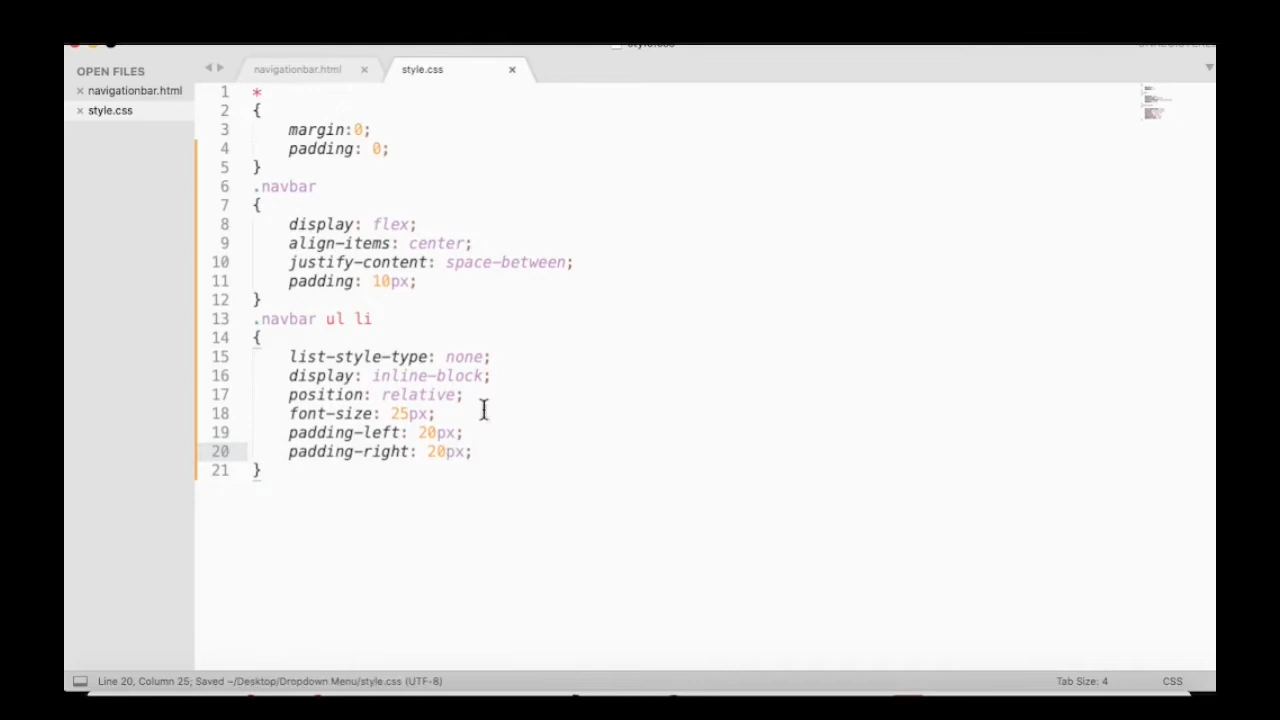 OPEN FILES
× navigationbar.html
× style.css
navigationbar.html ×
style.css ×
1 *
2 {
3 margin:0;
4 padding: 0;
5 }
6 .navbar
7 {
8 display: flex;
9 align-items: center;
10 justify-content: space-between;
11 padding: 10px;
12 }
13 .navbar ul li
14 {
15 list-style-type: none;
16 display: inline-block;
17 position: relative;
18 font-size: 25px;
19 padding-left: 20px;
20 padding-right: 20px;
21 }
Line 20, Column 25; Saved ~/Desktop/Dropdown Menu/style.css (UTF-8)
Tab Size: 4
CSS